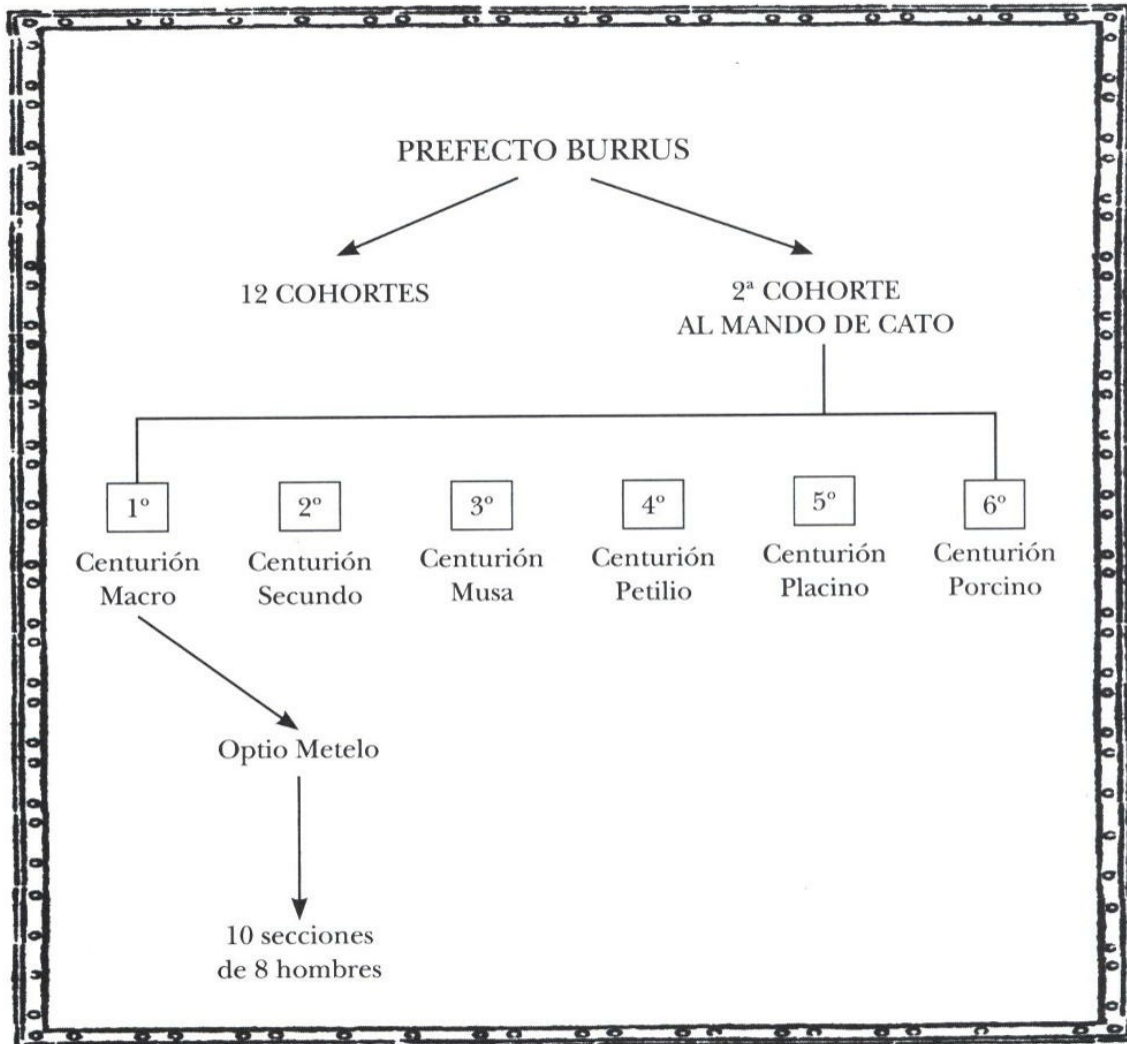 PREFECTO BURRUS
12 COHORTES
2ª COHORTE
AL MANDO DE CATO
1º
2º
3º
4º
5º
6º
Centurión
Macro
Centurión
Secundo
Centurión
Musa
Centurión
Petilio
Centurión
Placino
Centurión
Porcino
Optio Metelo
10 secciones
de 8 hombres